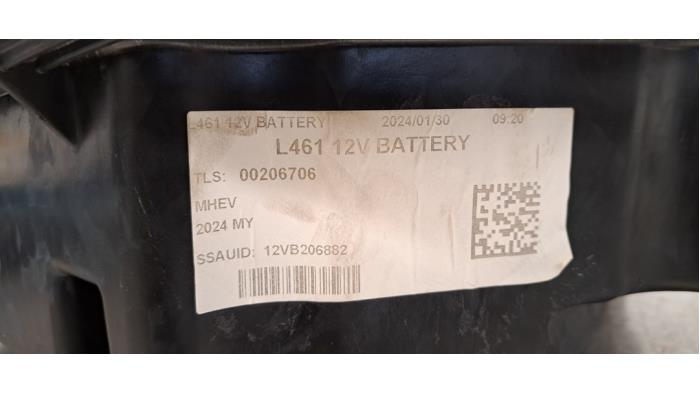 L461 12V BATTERY 2024/01/30 09:20
L461 12V BATTERY
TLS: 00206706
MHEV
2024 MY
SSAUID: 12VB206882